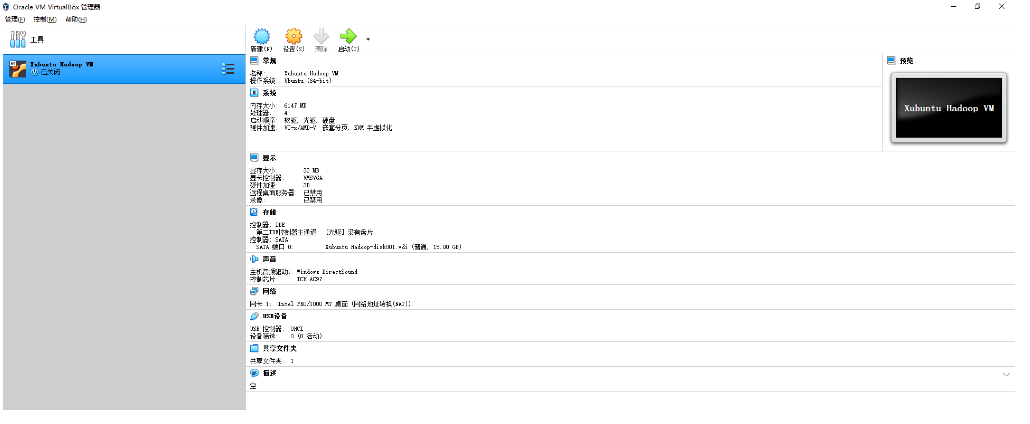 Oracle VM VirtualBox 管理器
管理(F) 控制(M) 帮助(H)
工具
新建(N) 设置(S) 清除 启动(T)
Xubuntu Hadoop VM
已关闭
常规
名称: Xubuntu Hadoop VM
操作系统: Ubuntu (64-bit)
系统
内存大小: 6147 MB
处理器: 4
启动顺序: 软驱, 光驱, 硬盘
硬件加速: VT-x/AMD-V, 嵌套分页, KVM 半虚拟化
预览
Xubuntu Hadoop VM
显示
显存大小: 32 MB
显卡控制器: VMSVGA
硬件加速: 3D
远程桌面服务器: 已禁用
录像: 已禁用
存储
控制器: IDE
第二IDE控制器主通道: [光驱] 没有盘片
控制器: SATA
SATA 端口 0: Xubuntu Hadoop-disk001.vdi (普通, 15.00 GB)
声音
主机音频驱动: Windows DirectSound
控制芯片: ICH AC97
网络
网卡 1: Intel PRO/1000 MT 桌面 (网络地址转换(NAT))
USB设备
USB 控制器: OHCI
设备筛选: 0 (0 活动)
共享文件夹
共享文件夹: 1
描述
空